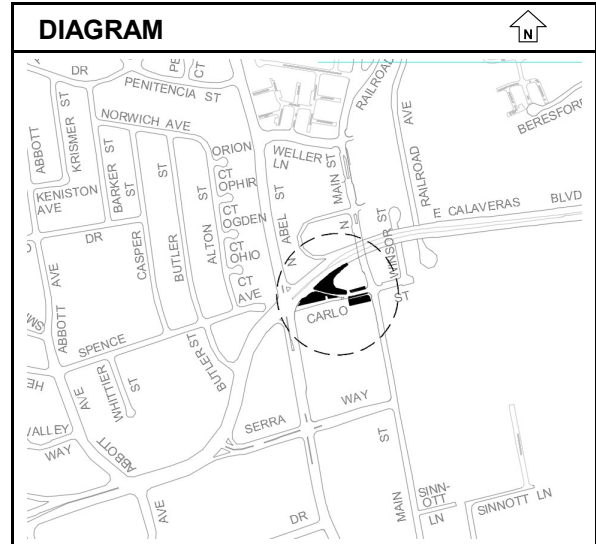 DIAGRAM
N
DR
PE
CT
PENITENCIA ST
RAILROAD
AVE
BERESFOR
ABBOTT
KRISMER ST
NORWICH AVE
ORION
CT
WELLER
LN
MAIN ST
RAILROAD
BARKER ST
ST
ST
OPHIR
CT
OGDEN
CT
OHIO
CT
AVE
KENISTON
AVE
DR
CASPER
BUTLER
ALTON
N ABEL ST
N
WINSOR ST
E CALAVERAS BLVD
AVE
ABBOTT
SPENCE
CARLO
ST
BUTLER ST
WHITTIER
ST
AVE
ABBOTT
VALLEY
WAY
SERRA
WAY
ST
MAIN
AVE
DR
SINN-
OTT
LN
SINNOTT LN